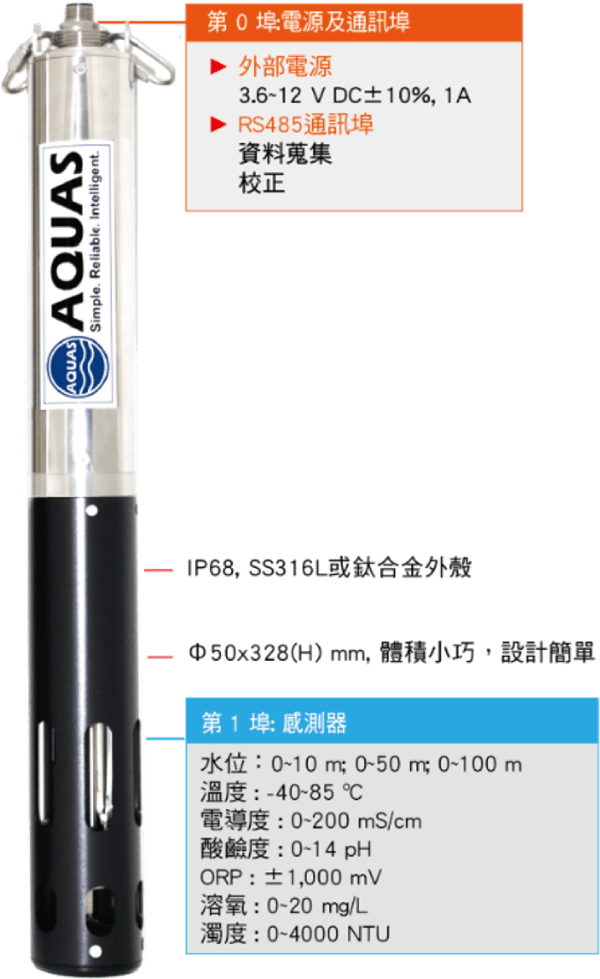 第 0 埠:電源及通訊埠
外部電源
3.6~12 V DC±10%, 1A
RS485通訊埠
資料蒐集
校正
AQUAS
Simple. Reliable. Intelligent.
AQUAS
IP68, SS316L或鈦合金外殼
Φ50x328(H) mm, 體積小巧，設計簡單
第 1 埠: 感測器
水位：0~10 m; 0~50 m; 0~100 m
溫度 : -40~85 ℃
電導度 : 0~200 mS/cm
酸鹼度 : 0~14 pH
ORP : ±1,000 mV
溶氧 : 0~20 mg/L
濁度 : 0~4000 NTU